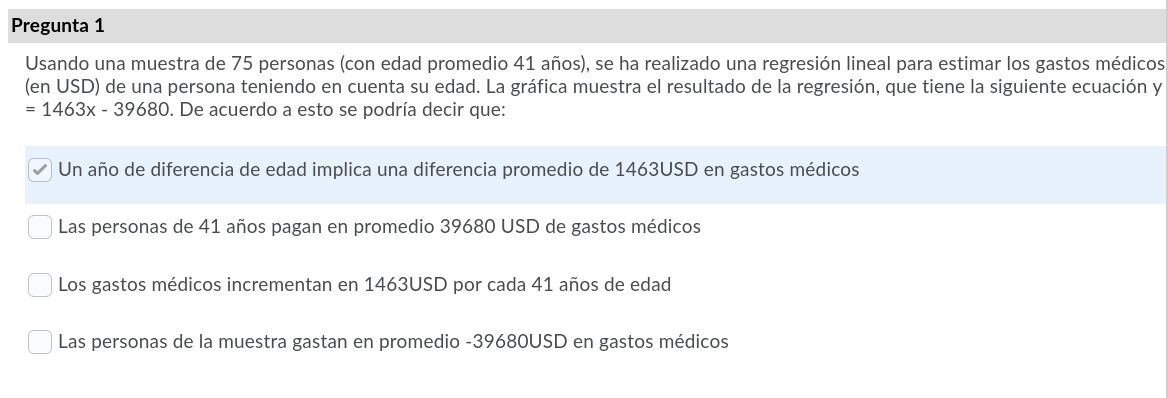 Pregunta 1
Usando una muestra de 75 personas (con edad promedio 41 años), se ha realizado una regresión lineal para estimar los gastos médicos
(en USD) de una persona teniendo en cuenta su edad. La gráfica muestra el resultado de la regresión, que tiene la siguiente ecuación y
= 1463x - 39680. De acuerdo a esto se podría decir que:
Un año de diferencia de edad implica una diferencia promedio de 1463USD en gastos médicos
Las personas de 41 años pagan en promedio 39680 USD de gastos médicos
Los gastos médicos incrementan en 1463USD por cada 41 años de edad
Las personas de la muestra gastan en promedio -39680USD en gastos médicos